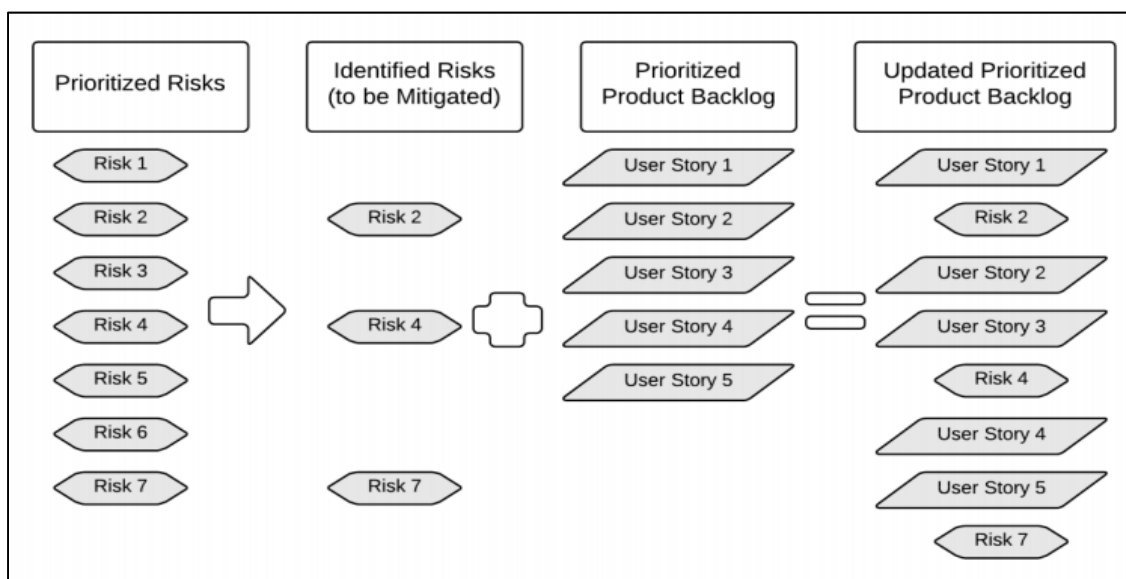 Prioritized Risks
Risk 1
Risk 2
Risk 3
Risk 4
Risk 5
Risk 6
Risk 7
Identified Risks
(to be Mitigated)
Risk 2
Risk 4
Risk 7
Prioritized
Product Backlog
User Story 1
User Story 2
User Story 3
User Story 4
User Story 5
Updated Prioritized
Product Backlog
User Story 1
Risk 2
User Story 2
User Story 3
Risk 4
User Story 4
User Story 5
Risk 7